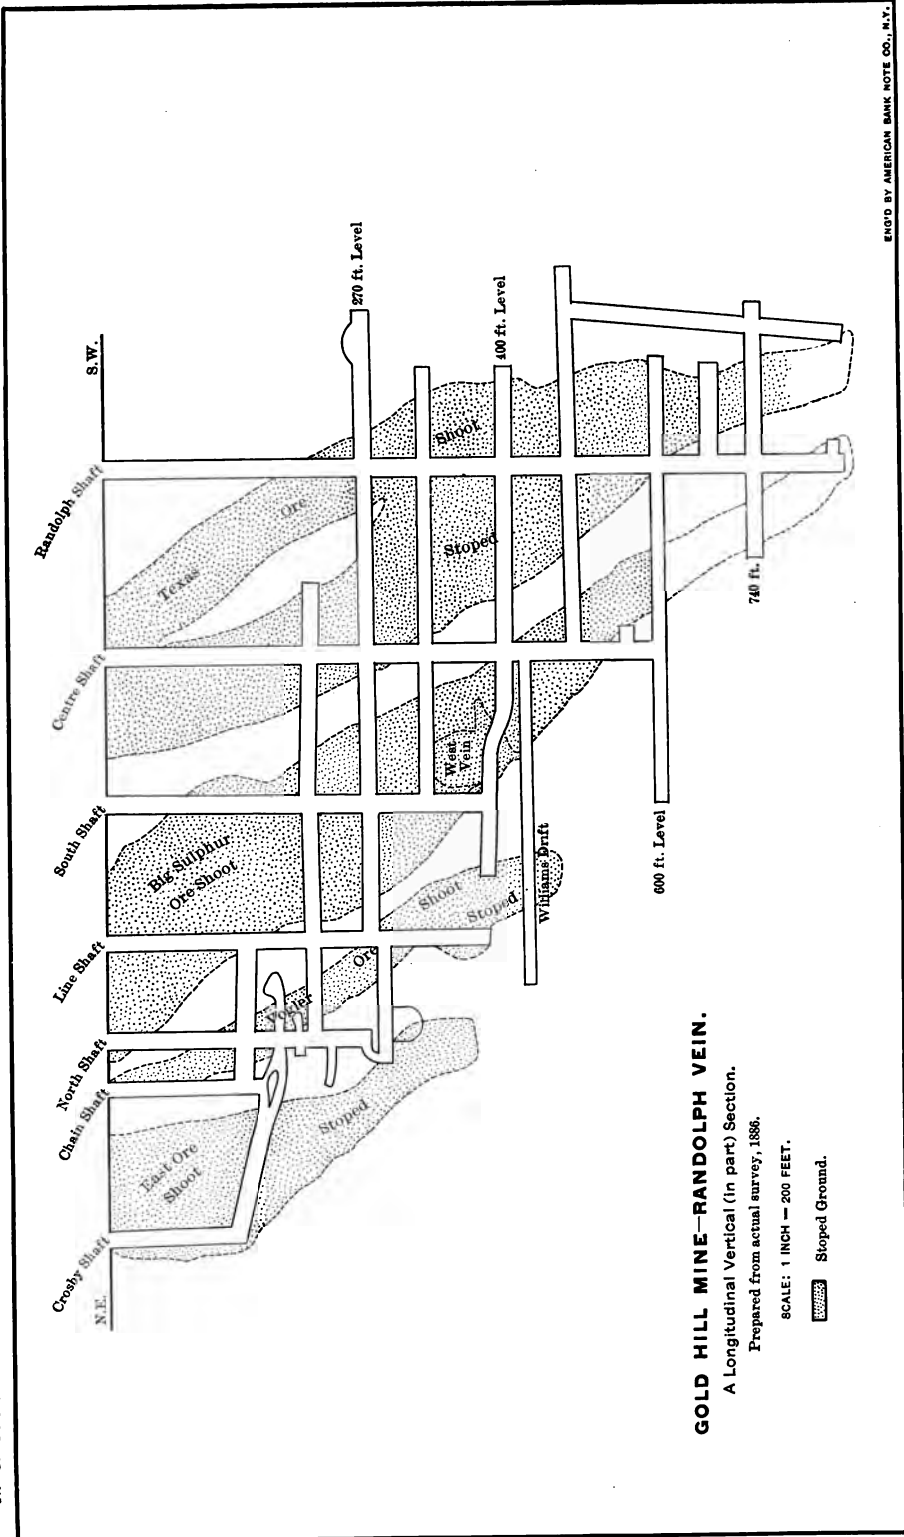 ENG'D BY AMERICAN BANK NOTE CO., N.Y.
N.E.
S.W.
Crosby Shaft
Chain Shaft
North Shaft
Line Shaft
South Shaft
Centre Shaft
Randolph Shaft
East Ore
Shoot
Stoped
Vogler
Ore
Shoot
Stoped
Big Sulphur
Ore Shoot
West
Vein
Texas
Ore
Stoped
Shoot
270 ft. Level
400 ft. Level
Williams Drift
600 ft. Level
740 ft.
GOLD HILL MINE—RANDOLPH VEIN.
A Longitudinal Vertical (in part) Section.
Prepared from actual survey, 1886.
SCALE: 1 INCH = 200 FEET.
Stoped Ground.